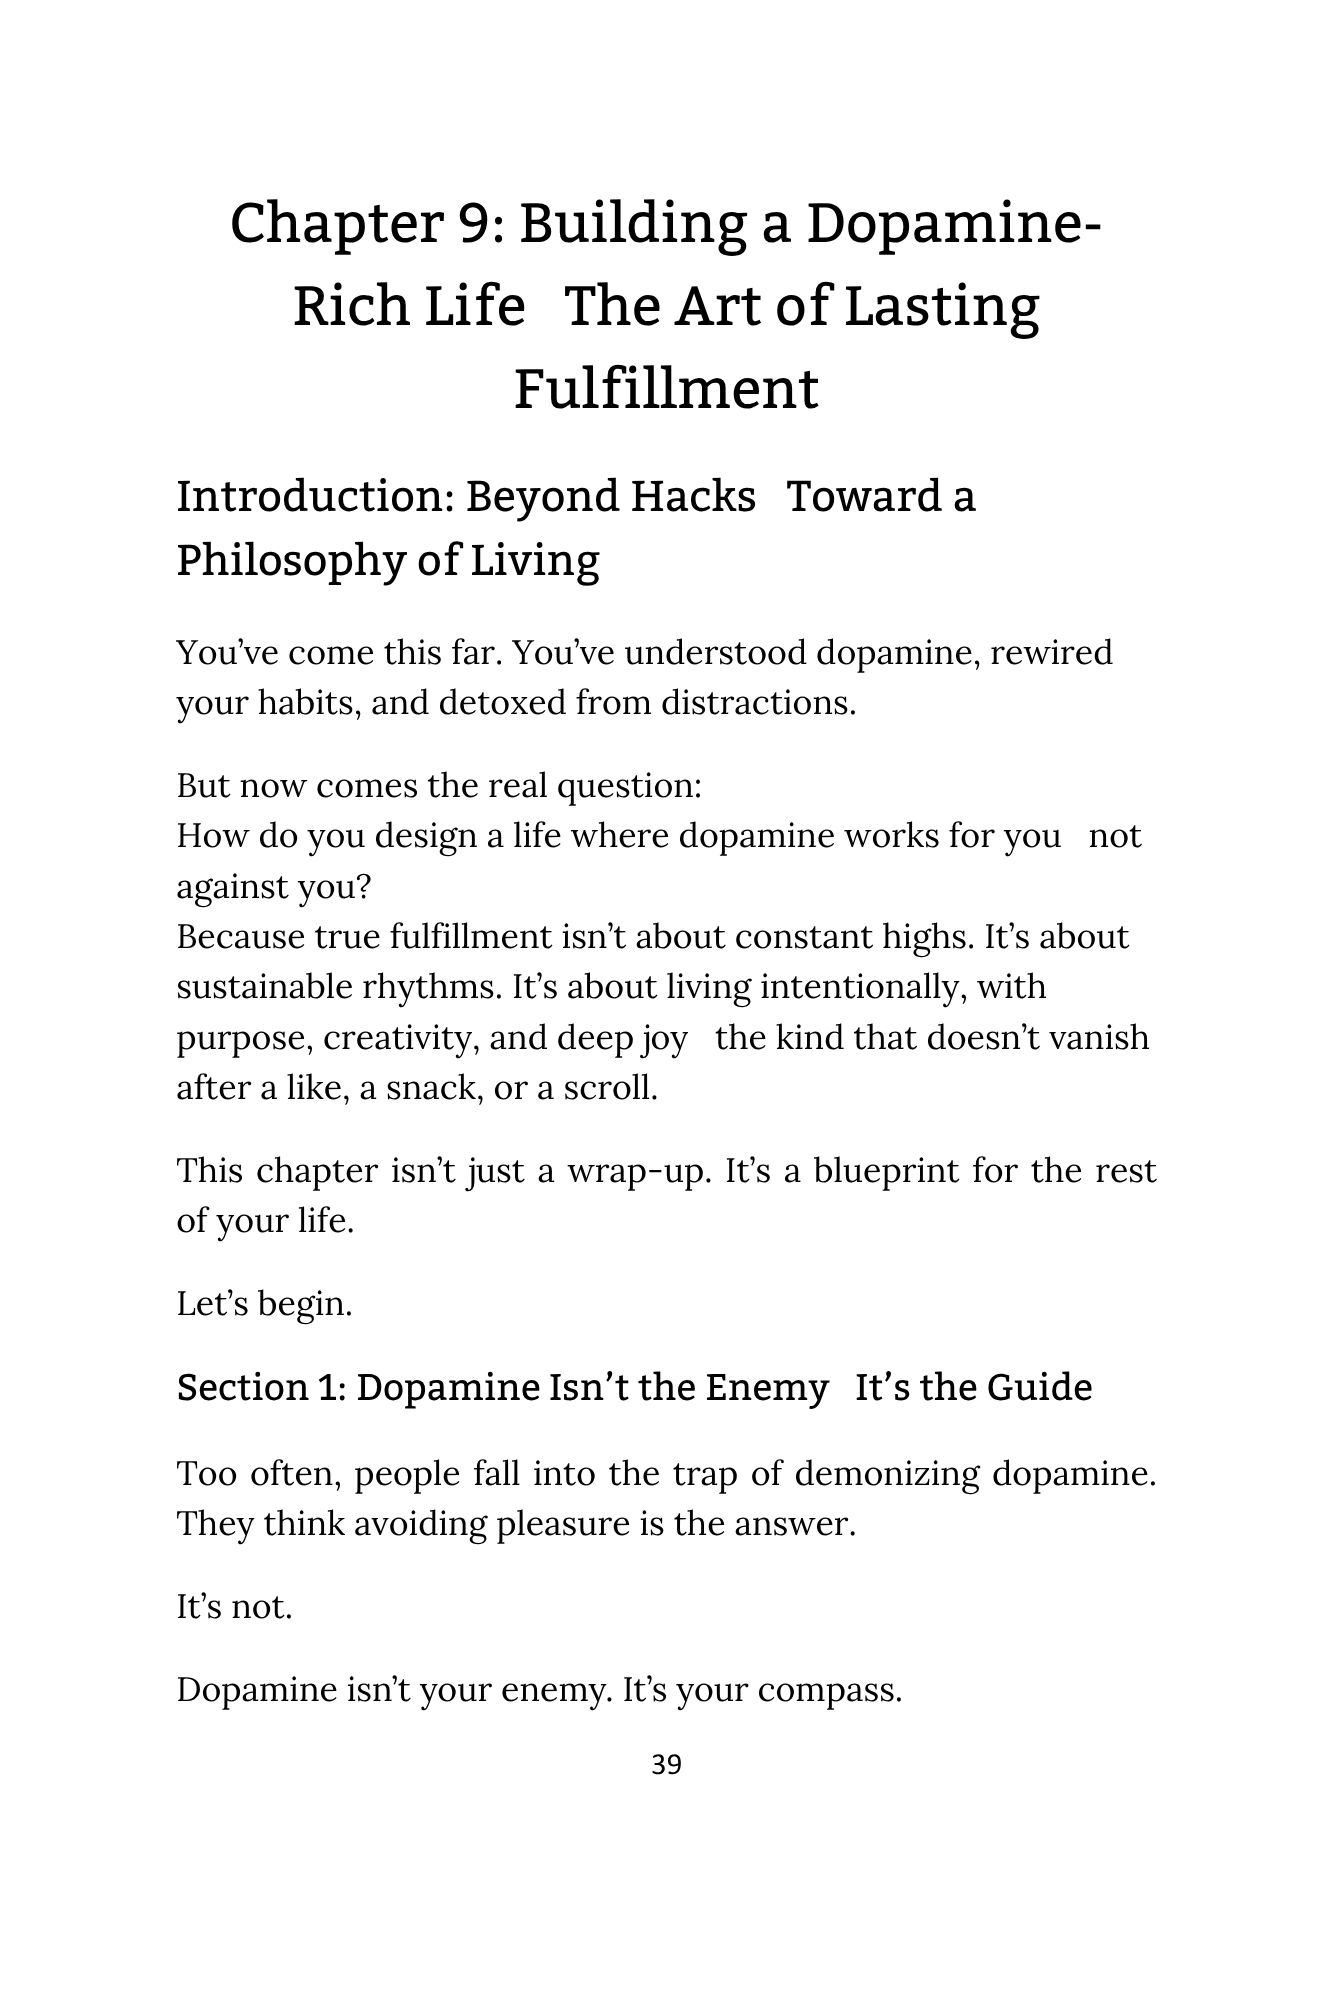 Chapter 9: Building a Dopamine-
Rich Life   The Art of Lasting
Fulfillment
Introduction: Beyond Hacks   Toward a
Philosophy of Living
You’ve come this far. You’ve understood dopamine, rewired
your habits, and detoxed from distractions.
But now comes the real question:
How do you design a life where dopamine works for you   not
against you?
Because true fulfillment isn’t about constant highs. It’s about
sustainable rhythms. It’s about living intentionally, with
purpose, creativity, and deep joy   the kind that doesn’t vanish
after a like, a snack, or a scroll.
This chapter isn’t just a wrap-up. It’s a blueprint for the rest
of your life.
Let’s begin.
Section 1: Dopamine Isn’t the Enemy   It’s the Guide
Too often, people fall into the trap of demonizing dopamine.
They think avoiding pleasure is the answer.
It’s not.
Dopamine isn’t your enemy. It’s your compass.
39